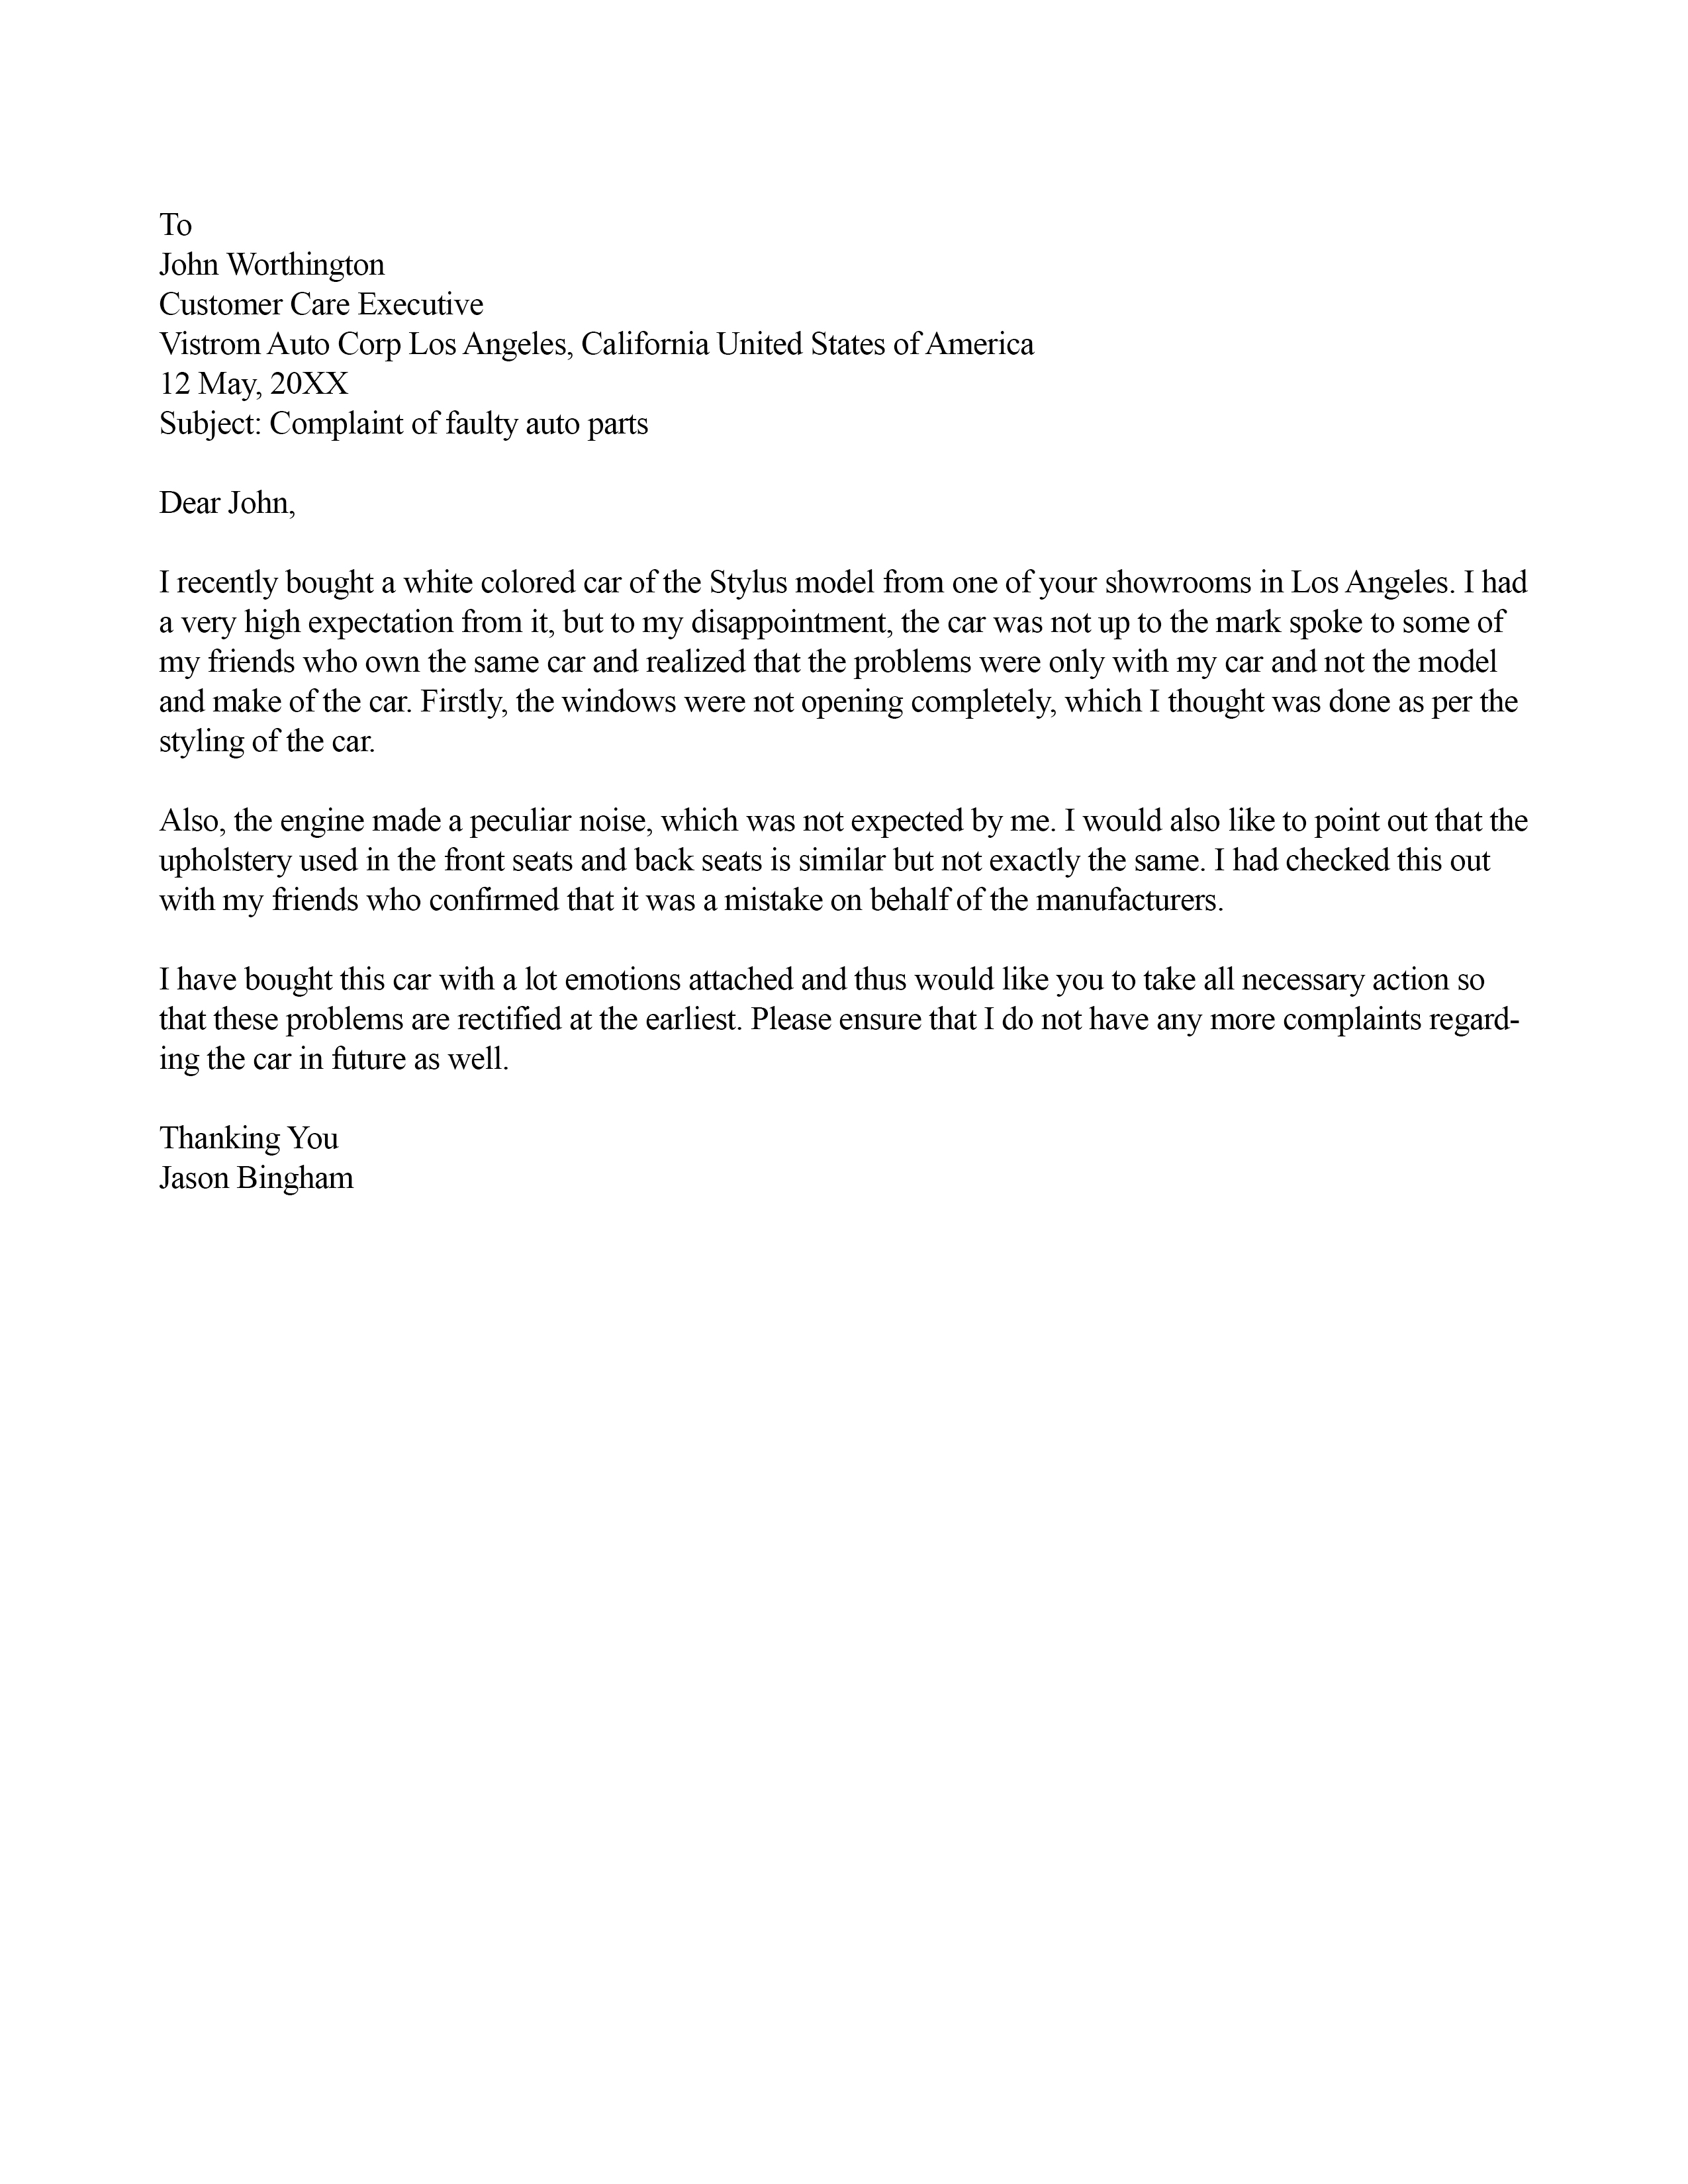 To
John Worthington
Customer Care Executive
Vistrom Auto Corp Los Angeles, California United States of America
12 May, 20XX
Subject: Complaint of faulty auto parts
Dear John,
I recently bought a white colored car of the Stylus model from one of your showrooms in Los Angeles. I had
a very high expectation from it, but to my disappointment, the car was not up to the mark spoke to some of
my friends who own the same car and realized that the problems were only with my car and not the model
and make of the car. Firstly, the windows were not opening completely, which I thought was done as per the
styling of the car.
Also, the engine made a peculiar noise, which was not expected by me. I would also like to point out that the
upholstery used in the front seats and back seats is similar but not exactly the same. I had checked this out
with my friends who confirmed that it was a mistake on behalf of the manufacturers.
I have bought this car with a lot emotions attached and thus would like you to take all necessary action so
that these problems are rectified at the earliest. Please ensure that I do not have any more complaints regard-
ing the car in future as well.
Thanking You
Jason Bingham